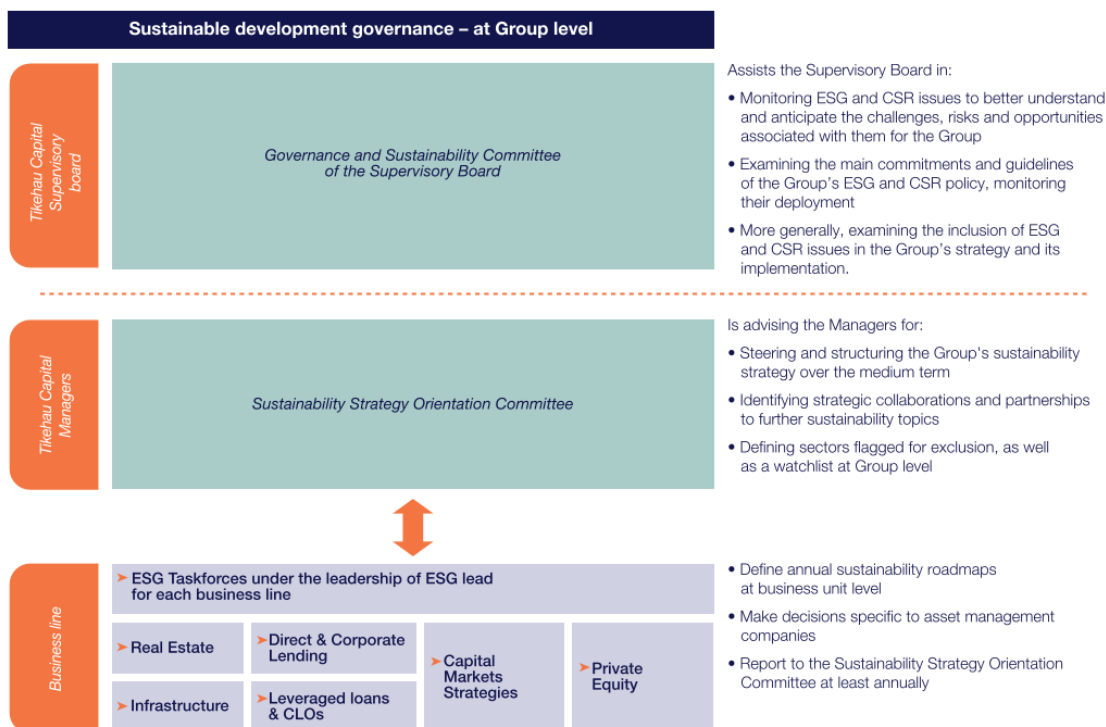 Sustainable development governance – at Group level
Tikehau Capital
Supervisory
board
Governance and Sustainability Committee
of the Supervisory Board
Assists the Supervisory Board in:
• Monitoring ESG and CSR issues to better understand
and anticipate the challenges, risks and opportunities
associated with them for the Group
• Examining the main commitments and guidelines
of the Group's ESG and CSR policy, monitoring
their deployment
• More generally, examining the inclusion of ESG
and CSR issues in the Group's strategy and its
implementation.
Tikehau Capital
Managers
Sustainability Strategy Orientation Committee
Is advising the Managers for:
• Steering and structuring the Group's sustainability
strategy over the medium term
• Identifying strategic collaborations and partnerships
to further sustainability topics
• Defining sectors flagged for exclusion, as well
as a watchlist at Group level
Business line
➤ ESG Taskforces under the leadership of ESG lead
for each business line
➤ Real Estate
➤ Direct & Corporate
Lending
➤ Capital
Markets
Strategies
➤ Private
Equity
➤ Infrastructure
➤ Leveraged loans
& CLOs
• Define annual sustainability roadmaps
at business unit level
• Make decisions specific to asset management
companies
• Report to the Sustainability Strategy Orientation
Committee at least annually